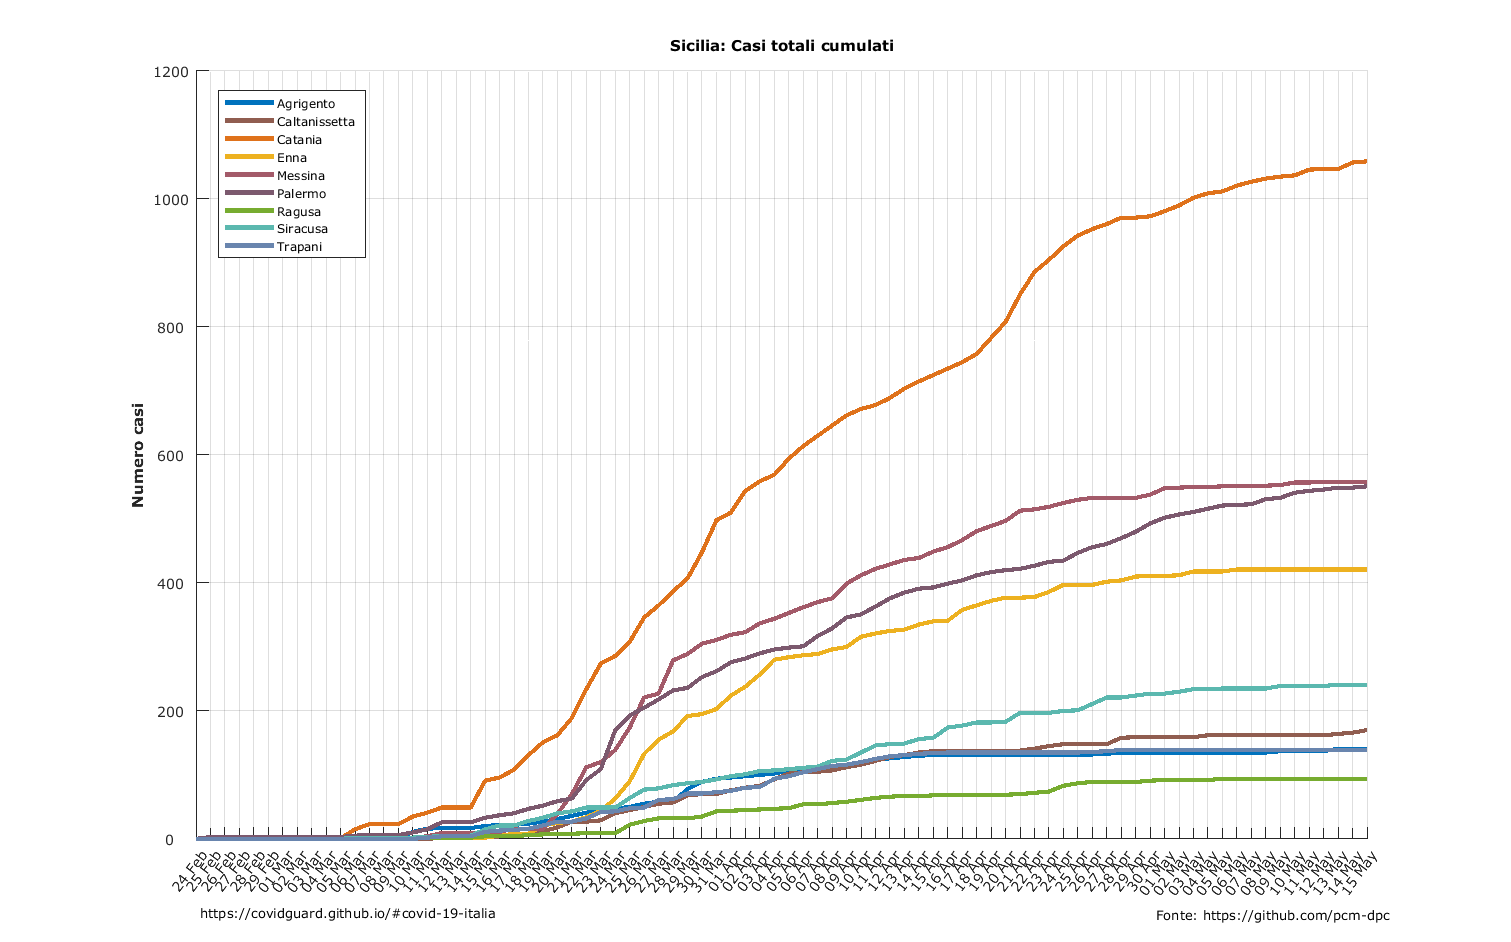 Sicilia: Casi totali cumulati
1200
1000
800
600
400
200
0
Numero casi
Agrigento
Caltanissetta
Catania
Enna
Messina
Palermo
Ragusa
Siracusa
Trapani
24 Feb
25 Feb
26 Feb
27 Feb
28 Feb
29 Feb
01 Mar
02 Mar
03 Mar
04 Mar
05 Mar
06 Mar
07 Mar
08 Mar
09 Mar
10 Mar
11 Mar
12 Mar
13 Mar
14 Mar
15 Mar
16 Mar
17 Mar
18 Mar
19 Mar
20 Mar
21 Mar
22 Mar
23 Mar
24 Mar
25 Mar
26 Mar
27 Mar
28 Mar
29 Mar
30 Mar
31 Mar
01 Apr
02 Apr
03 Apr
04 Apr
05 Apr
06 Apr
07 Apr
08 Apr
09 Apr
10 Apr
11 Apr
12 Apr
13 Apr
14 Apr
15 Apr
16 Apr
17 Apr
18 Apr
19 Apr
20 Apr
21 Apr
22 Apr
23 Apr
24 Apr
25 Apr
26 Apr
27 Apr
28 Apr
29 Apr
30 Apr
01 May
02 May
03 May
04 May
05 May
06 May
07 May
08 May
09 May
10 May
11 May
12 May
13 May
14 May
15 May
https://covidguard.github.io/#covid-19-italia
Fonte: https://github.com/pcm-dpc